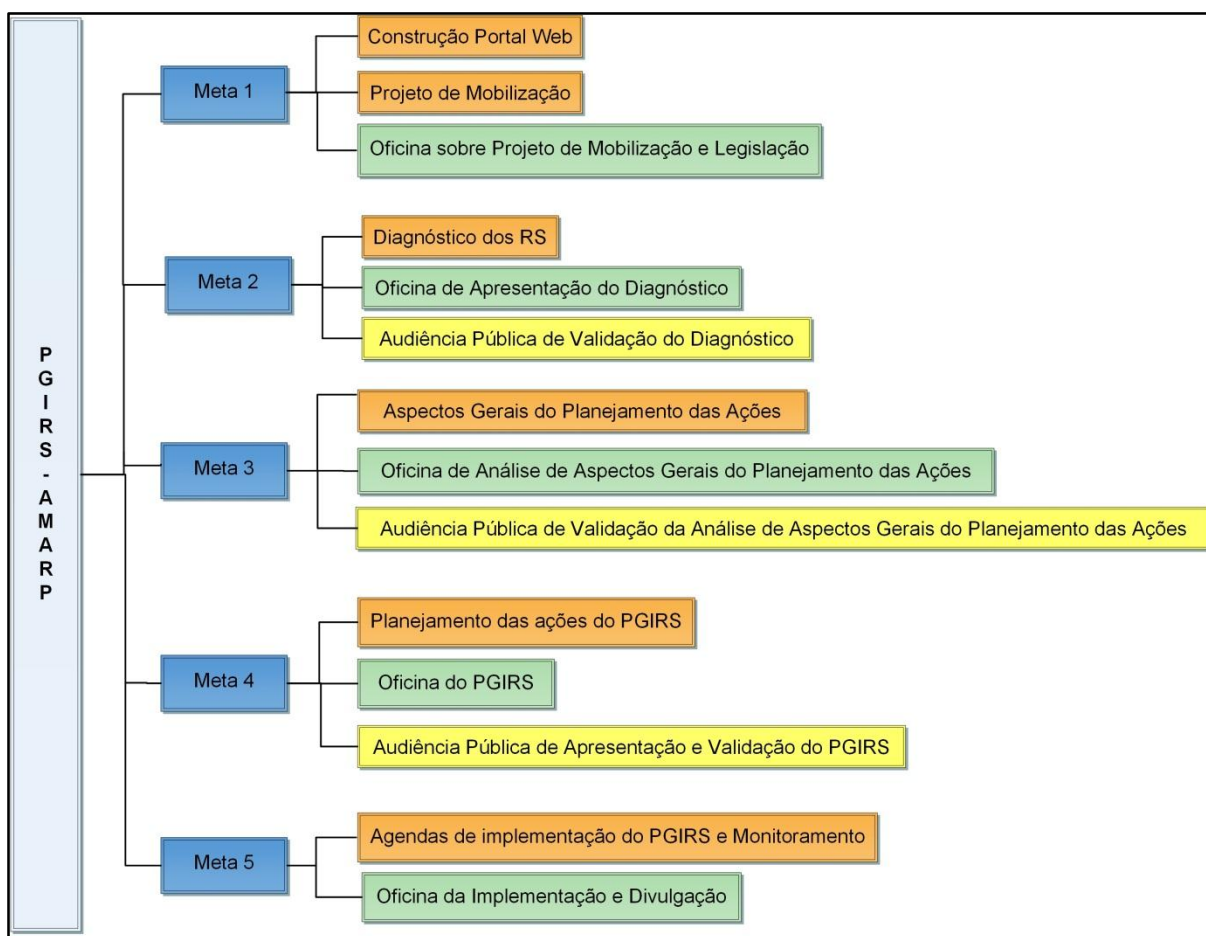 PGIRS-AMARP
Meta 1
Construção Portal Web
Projeto de Mobilização
Oficina sobre Projeto de Mobilização e Legislação
Meta 2
Diagnóstico dos RS
Oficina de Apresentação do Diagnóstico
Audiência Pública de Validação do Diagnóstico
Meta 3
Aspectos Gerais do Planejamento das Ações
Oficina de Análise de Aspectos Gerais do Planejamento das Ações
Audiência Pública de Validação da Análise de Aspectos Gerais do Planejamento das Ações
Meta 4
Planejamento das ações do PGIRS
Oficina do PGIRS
Audiência Pública de Apresentação e Validação do PGIRS
Meta 5
Agendas de implementação do PGIRS e Monitoramento
Oficina da Implementação e Divulgação